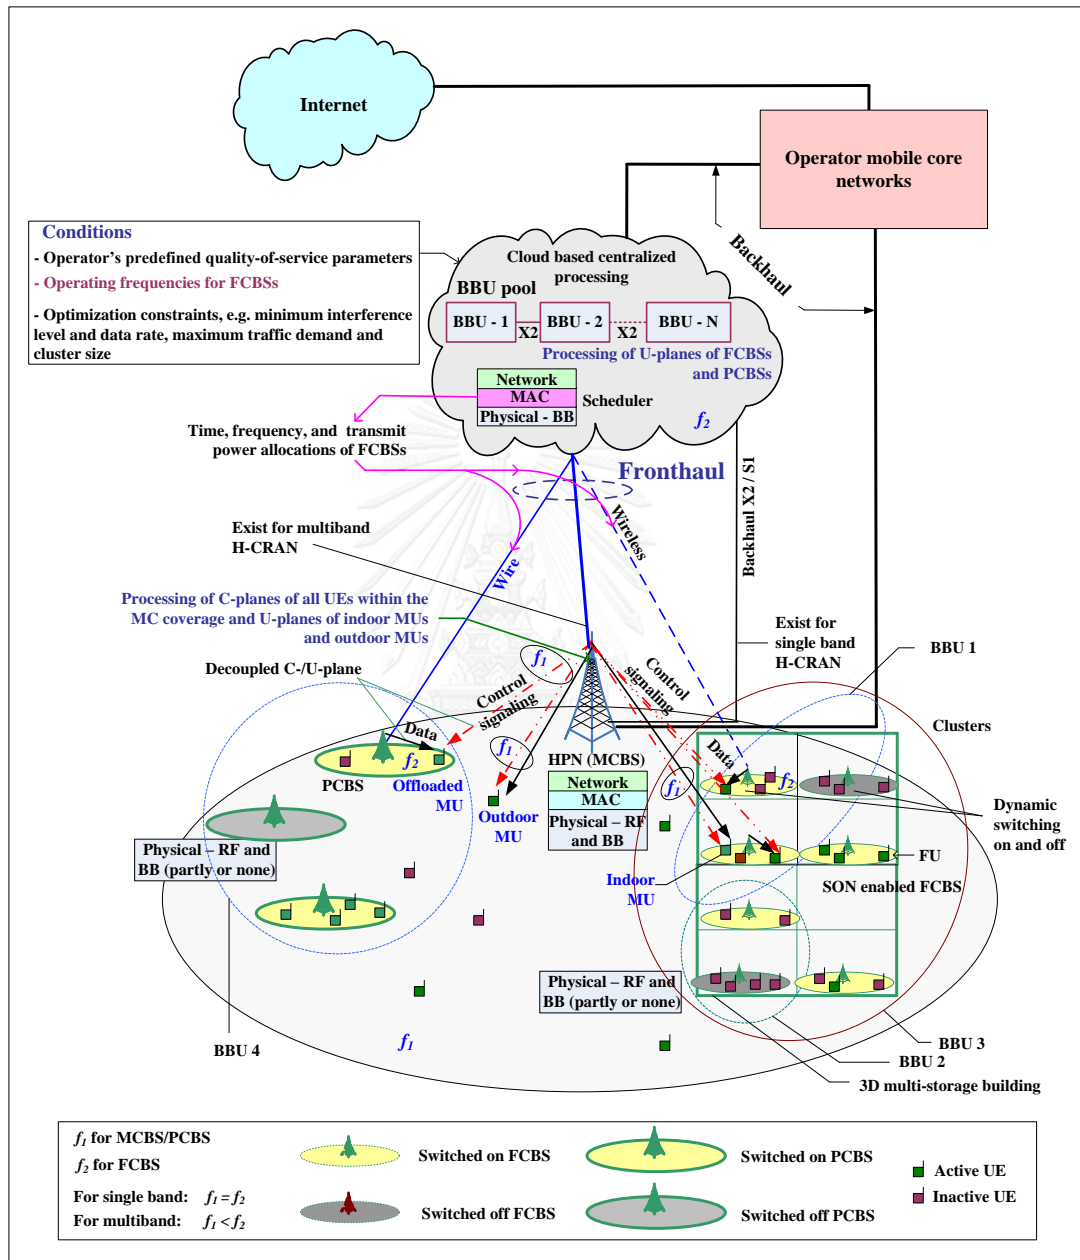 Internet
Operator mobile core
networks
Backhaul
Conditions
- Operator's predefined quality-of-service parameters
- Operating frequencies for FCBSs
- Optimization constraints, e.g. minimum interference
level and data rate, maximum traffic demand and
cluster size
Cloud based centralized
processing
BBU pool
BBU - 1
X2
BBU - 2
X2
BBU - N
Processing of U-planes of FCBSs
and PCBSs
Network
MAC
Physical - BB
Scheduler
f2
Time, frequency, and transmit
power allocations of FCBSs
Fronthaul
Exist for multiband
H-CRAN
Wire
Wireless
Backhaul X2 / S1
Processing of C-planes of all UEs within the
MC coverage and U-planes of indoor MUs
and outdoor MUs
Exist for
single band
H-CRAN
BBU 1
Decoupled C-/U-plane
f1
Control
signaling
Control
signaling
Clusters
Data
f2
f1
f1
Data
f2
PCBS
Offloaded
MU
HPN (MCBS)
Network
MAC
Physical – RF
and BB
Outdoor
MU
Dynamic
switching
on and off
Physical – RF and
BB (partly or none)
Indoor
MU
FU
SON enabled FCBS
Physical – RF and
BB (partly or none)
f1
BBU 4
BBU 3
BBU 2
3D multi-storage building
f1 for MCBS/PCBS
f2 for FCBS
For single band: f1 = f2
For multiband: f1 < f2
Switched on FCBS
Switched off FCBS
Switched on PCBS
Switched off PCBS
Active UE
Inactive UE